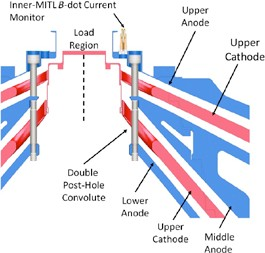 Inner-MITL B-dot Current
Monitor
Load
Region
Upper
Anode
Upper
Cathode
Double
Post-Hole
Convolute
Lower
Anode
Upper
Cathode
Middle
Anode